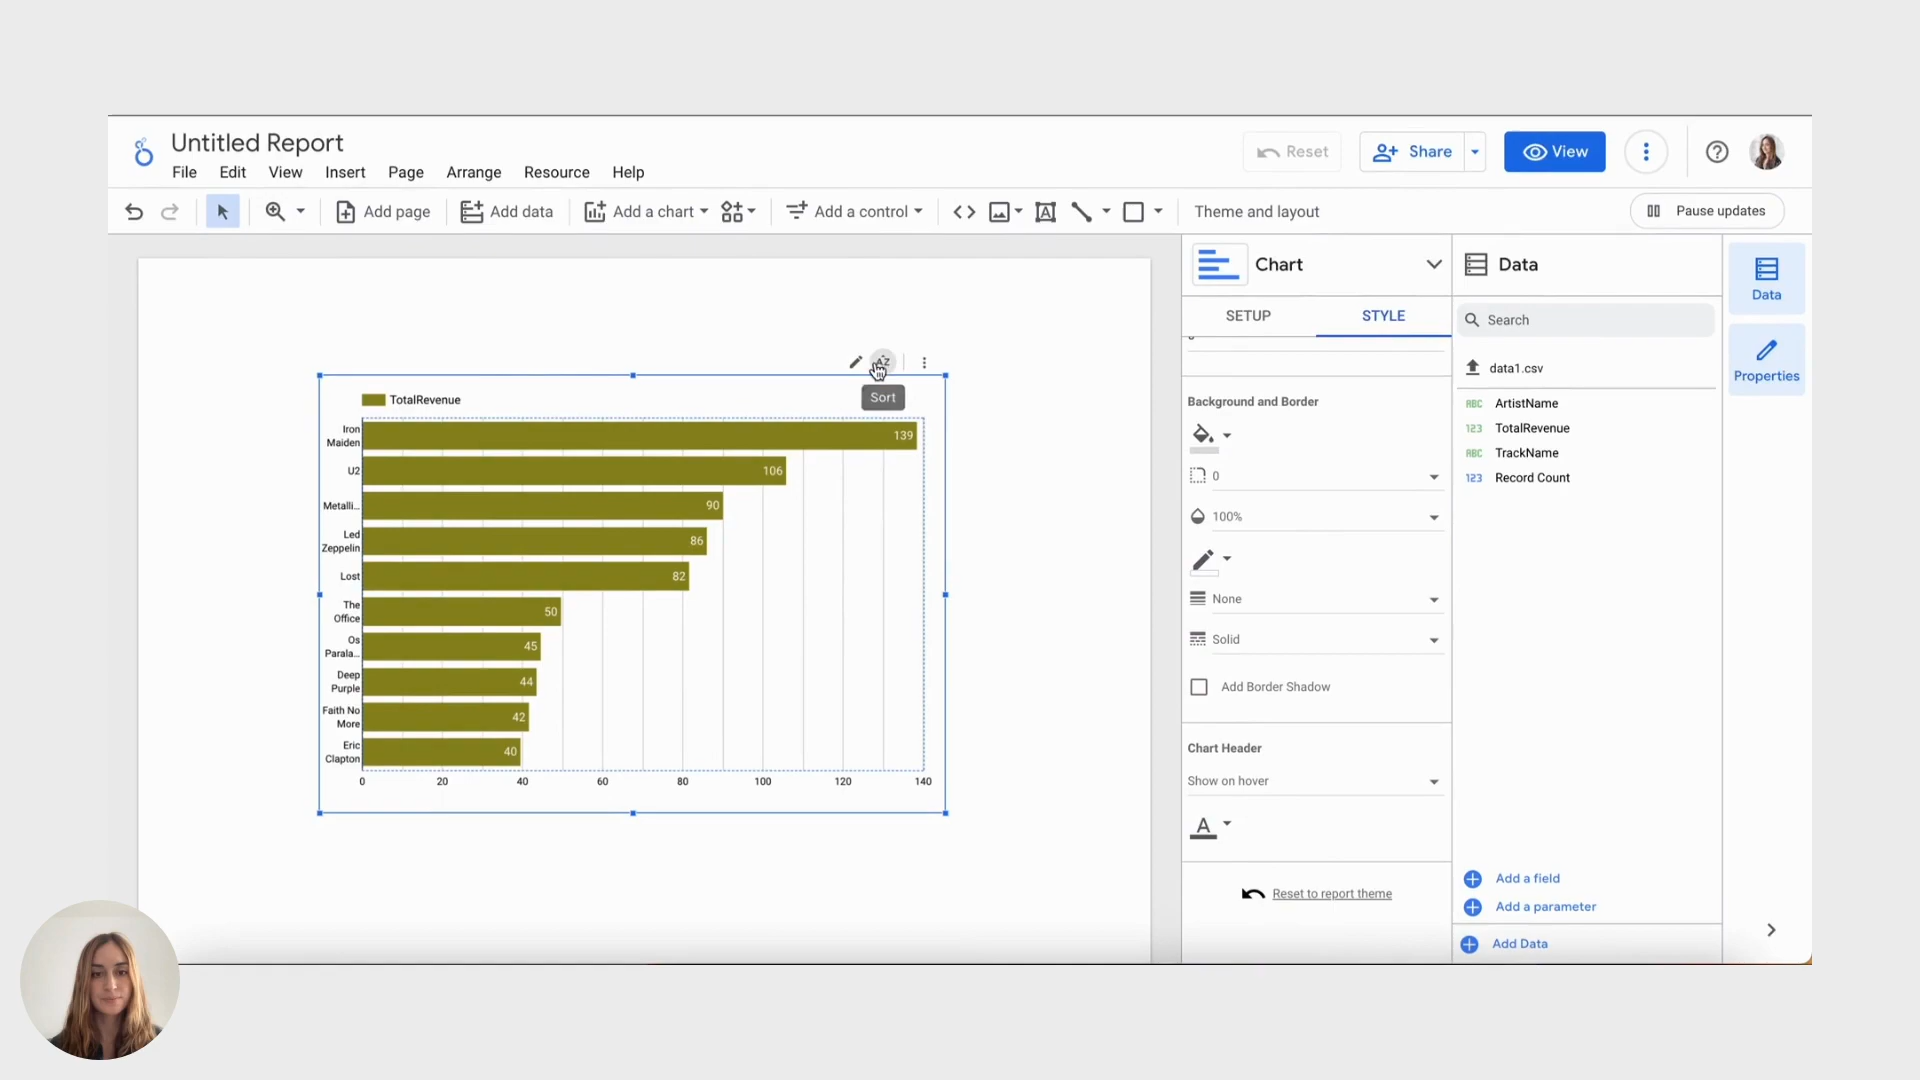 Untitled Report
File Edit View Insert Page Arrange Resource Help
Reset
Share
View
Add page
Add data
Add a chart
Add a control
Theme and layout
Pause updates
Chart
SETUP STYLE
Background and Border
0
100%
None
Solid
Add Border Shadow
Chart Header
Show on hover
A
Reset to report theme
Data
Search
data1.csv
ABC ArtistName
123 TotalRevenue
ABC TrackName
123 Record Count
Add a field
Add a parameter
Add Data
Data
Properties
AZ
Sort
TotalRevenue
Iron
Maiden
139
U2 106
Metalli... 90
Led
Zeppelin
86
Lost 82
The
Office
50
Os
Parala...
45
Deep
Purple
44
Faith No
More
42
Eric
Clapton
40
0 20 40 60 80 100 120 140